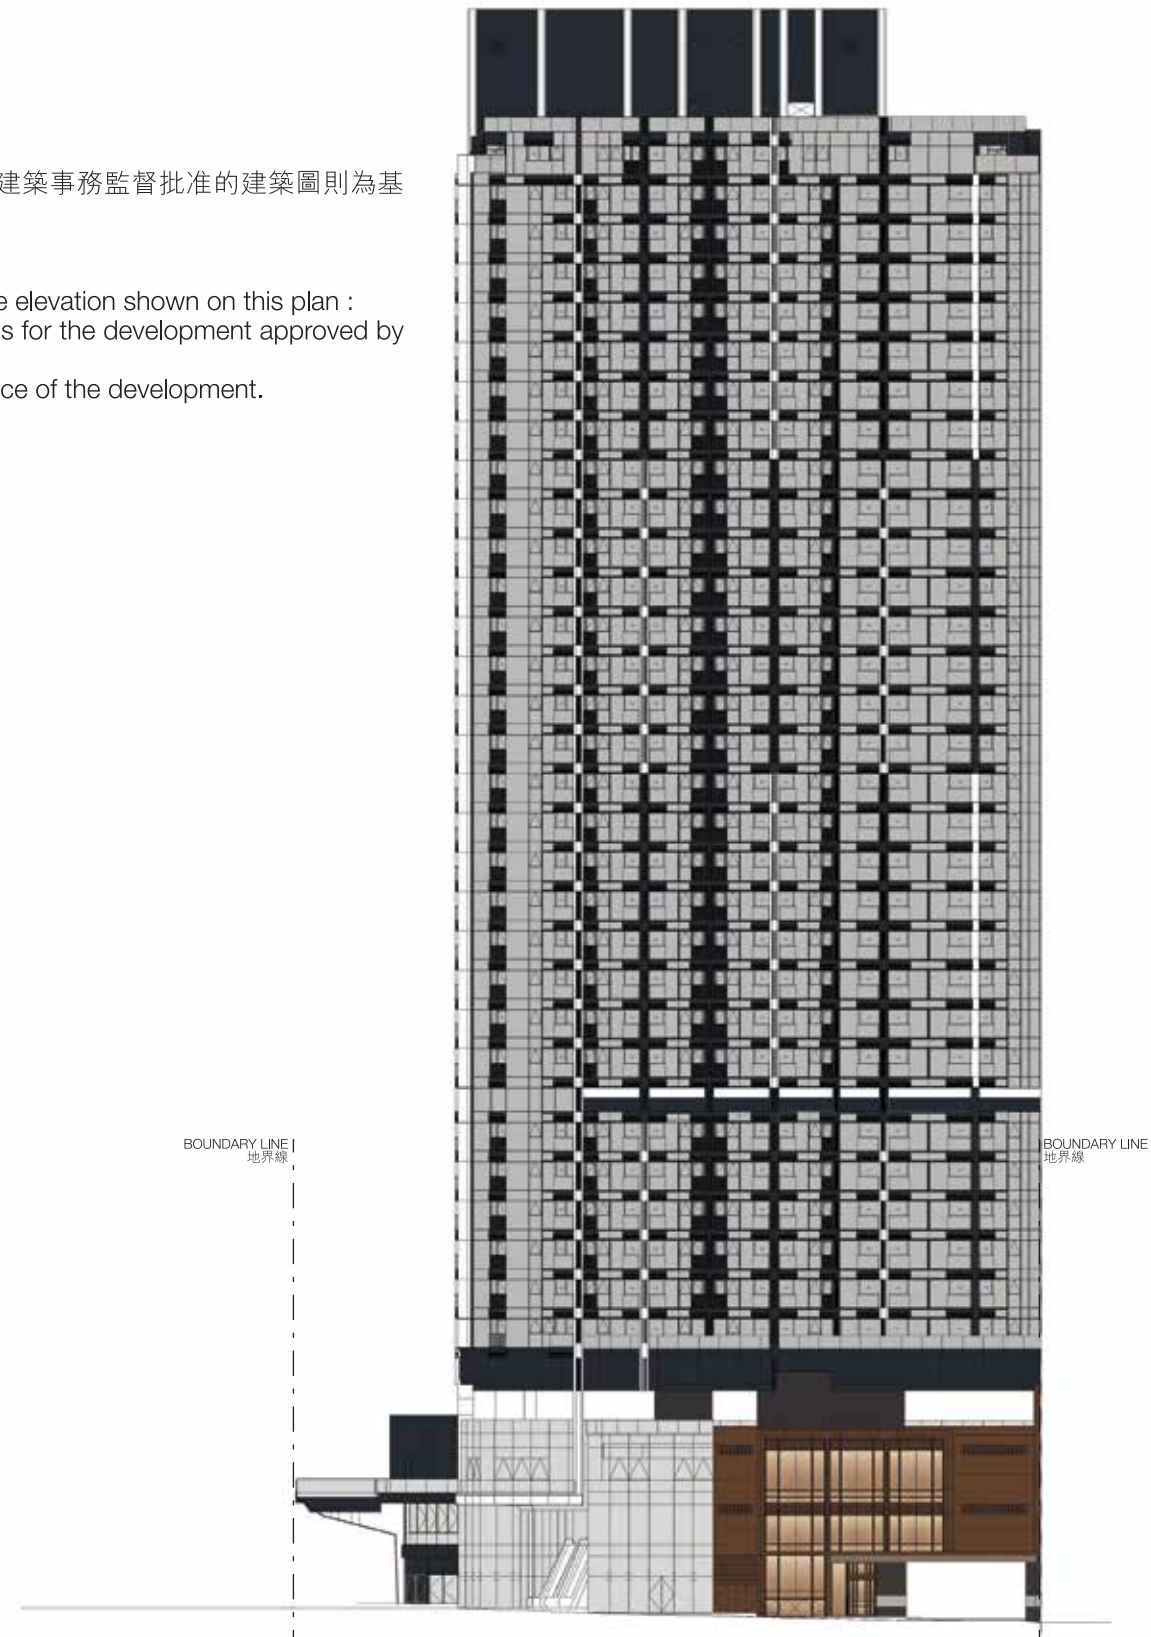 建築事務監督批准的建築圖則為基
e elevation shown on this plan :
s for the development approved by
ce of the development.
BOUNDARY LINE
地界線
BOUNDARY LINE
地界線